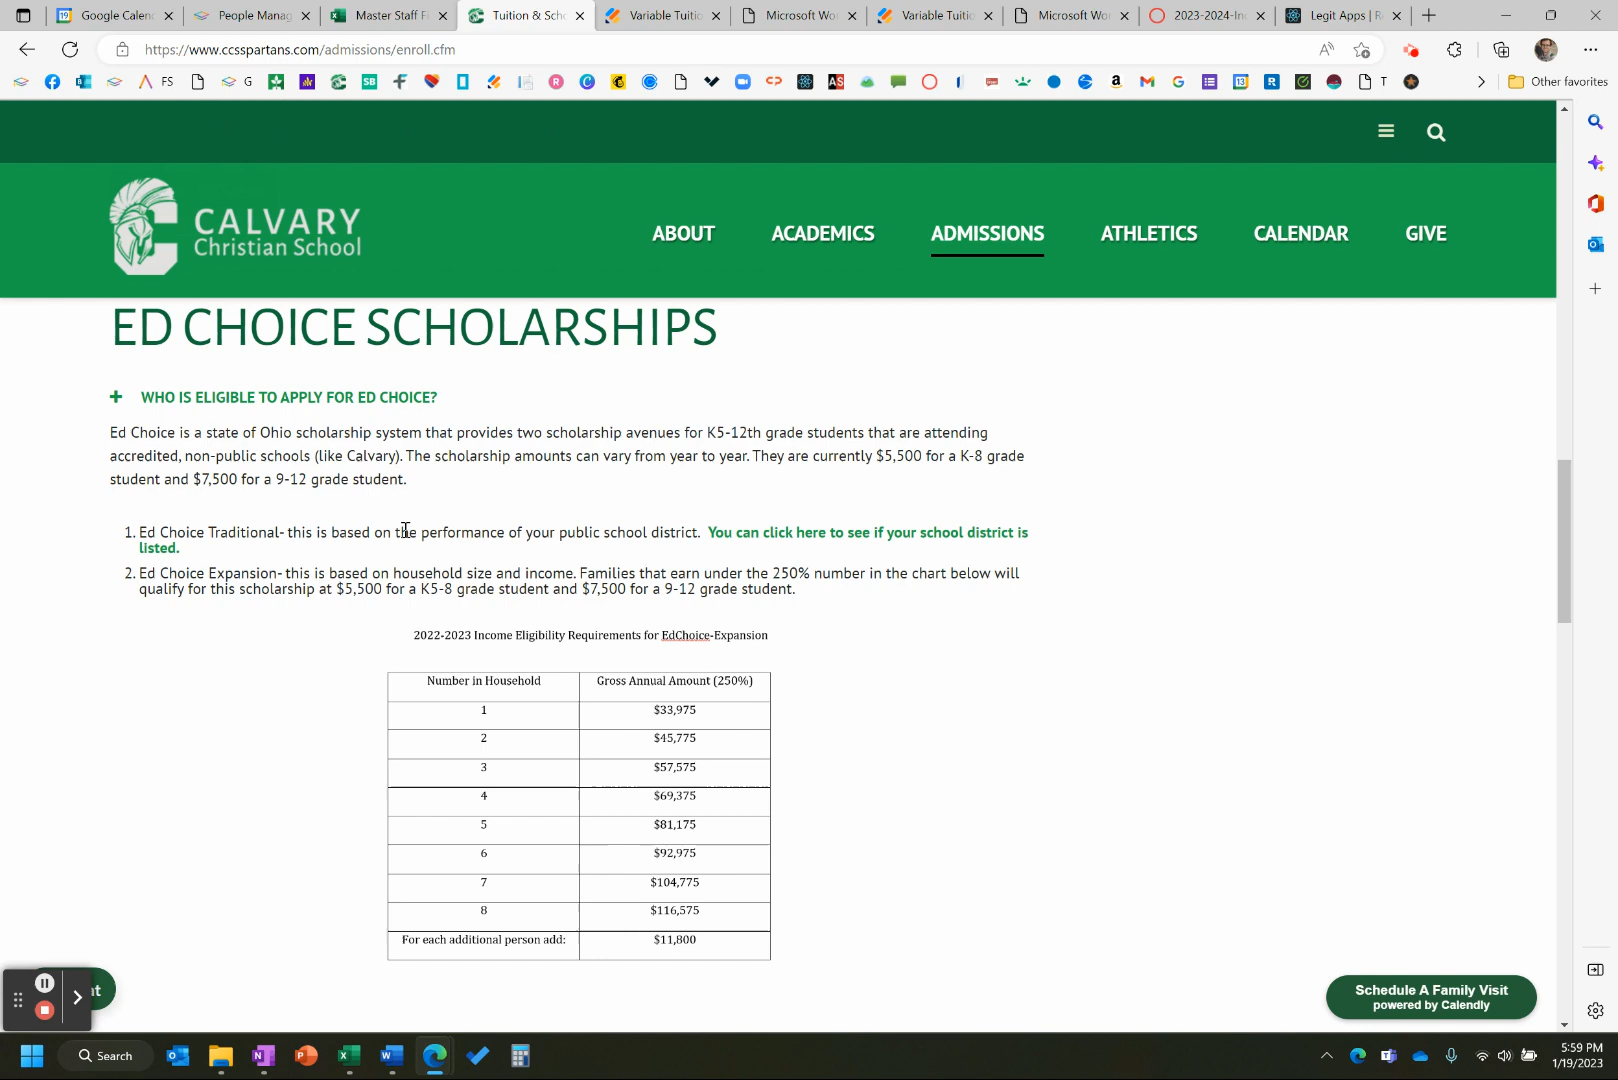 Google Calen
People Manag
Master Staff F
Tuition & Sch
Variable Tuitio
Microsoft Wo
Variable Tuitio
Microsoft Wo
2023-2024-In
Legit Apps | R
https://www.ccsspartans.com/admissions/enroll.cfm
FS
G
T
Other favorites
CALVARY
Christian School
ABOUT
ACADEMICS
ADMISSIONS
ATHLETICS
CALENDAR
GIVE
ED CHOICE SCHOLARSHIPS
+ WHO IS ELIGIBLE TO APPLY FOR ED CHOICE?
Ed Choice is a state of Ohio scholarship system that provides two scholarship avenues for K5-12th grade students that are attending
accredited, non-public schools (like Calvary). The scholarship amounts can vary from year to year. They are currently $5,500 for a K-8 grade
student and $7,500 for a 9-12 grade student.
1. Ed Choice Traditional- this is based on the performance of your public school district. You can click here to see if your school district is
listed.
2. Ed Choice Expansion- this is based on household size and income. Families that earn under the 250% number in the chart below will
qualify for this scholarship at $5,500 for a K5-8 grade student and $7,500 for a 9-12 grade student.
2022-2023 Income Eligibility Requirements for EdChoice-Expansion
Number in Household Gross Annual Amount (250%)
1 $33,975
2 $45,775
3 $57,575
4 $69,375
5 $81,175
6 $92,975
7 $104,775
8 $116,575
For each additional person add: $11,800
Schedule A Family Visit
powered by Calendly
Search
5:59 PM
1/19/2023